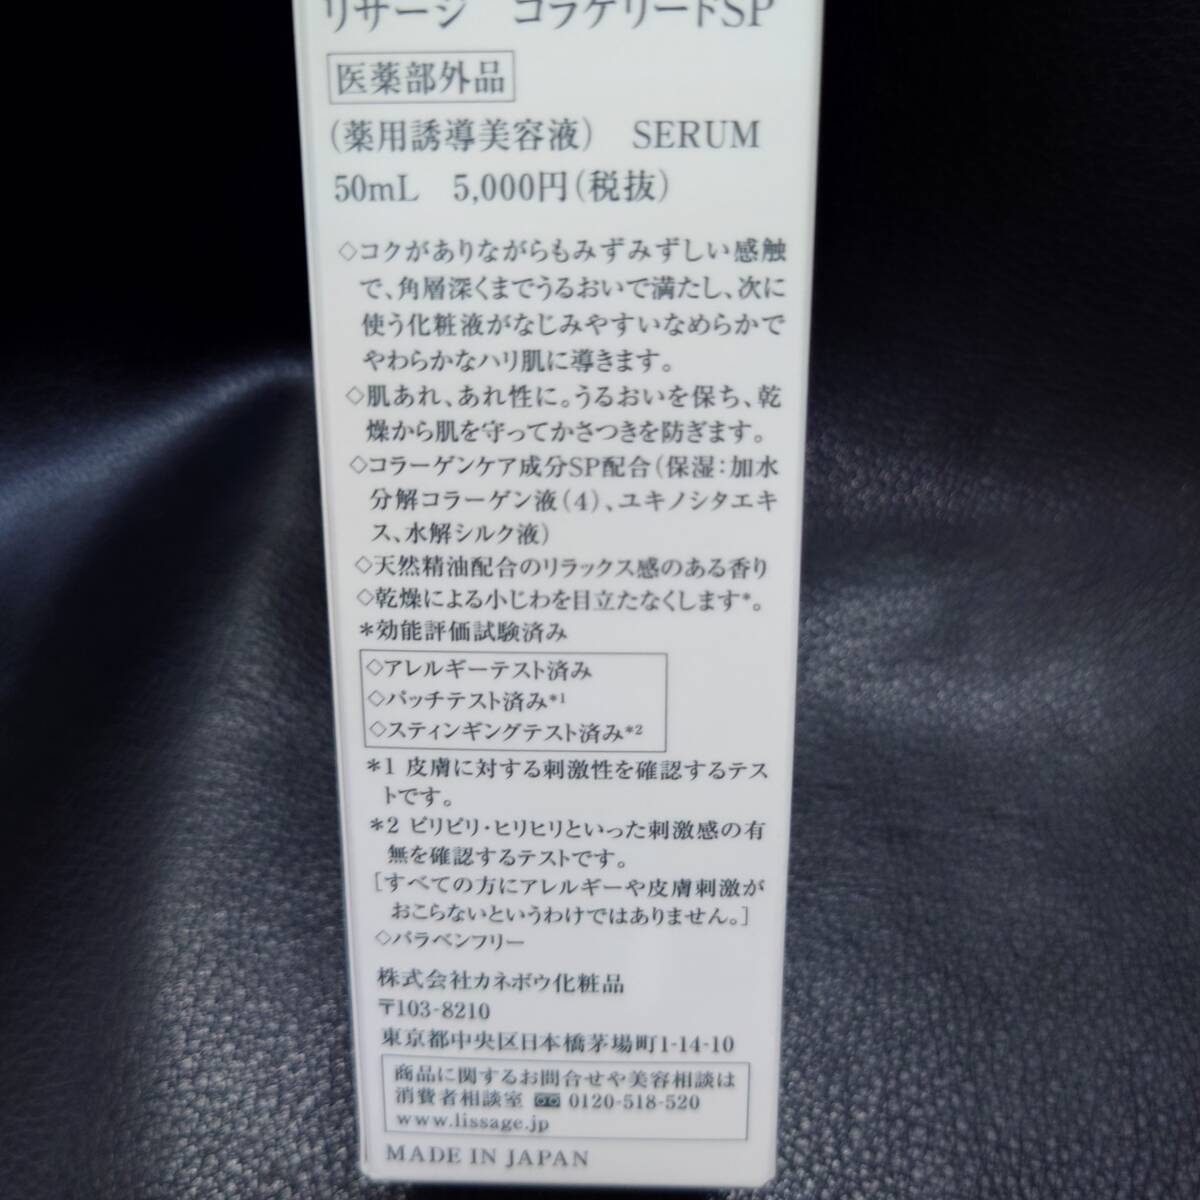 リサージ　コラゲリードSP
医薬部外品
(薬用誘導美容液)　SERUM
50mL　5,000円(税抜)
◇コクがありながらもみずみずしい感触
で、角層深くまでうるおいで満たし、次に
使う化粧液がなじみやすいなめらかで
やわらかなハリ肌に導きます。
◇肌あれ、あれ性に。うるおいを保ち、乾
燥から肌を守ってかさつきを防ぎます。
◇コラーゲンケア成分SP配合(保湿：加水
分解コラーゲン液(4)、ユキノシタエキ
ス、水解シルク液)
◇天然精油配合のリラックス感のある香り
◇乾燥による小じわを目立たなくします*。
*効能評価試験済み
◇アレルギーテスト済み
◇パッチテスト済み*1
◇スティンギングテスト済み*2
*1 皮膚に対する刺激性を確認するテス
トです。
*2 ピリピリ・ヒリヒリといった刺激感の有
無を確認するテストです。
[すべての方にアレルギーや皮膚刺激が
おこらないというわけではありません。]
◇パラベンフリー
株式会社カネボウ化粧品
〒103-8210
東京都中央区日本橋茅場町1-14-10
商品に関するお問合せや美容相談は
消費者相談室 0120-518-520
www.lissage.jp
MADE IN JAPAN